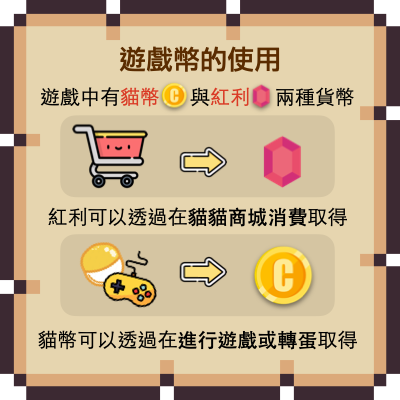 遊戲幣的使用
遊戲中有貓幣C與紅利兩種貨幣
紅利可以透過在貓貓商城消費取得
C
貓幣可以透過在進行遊戲或轉蛋取得